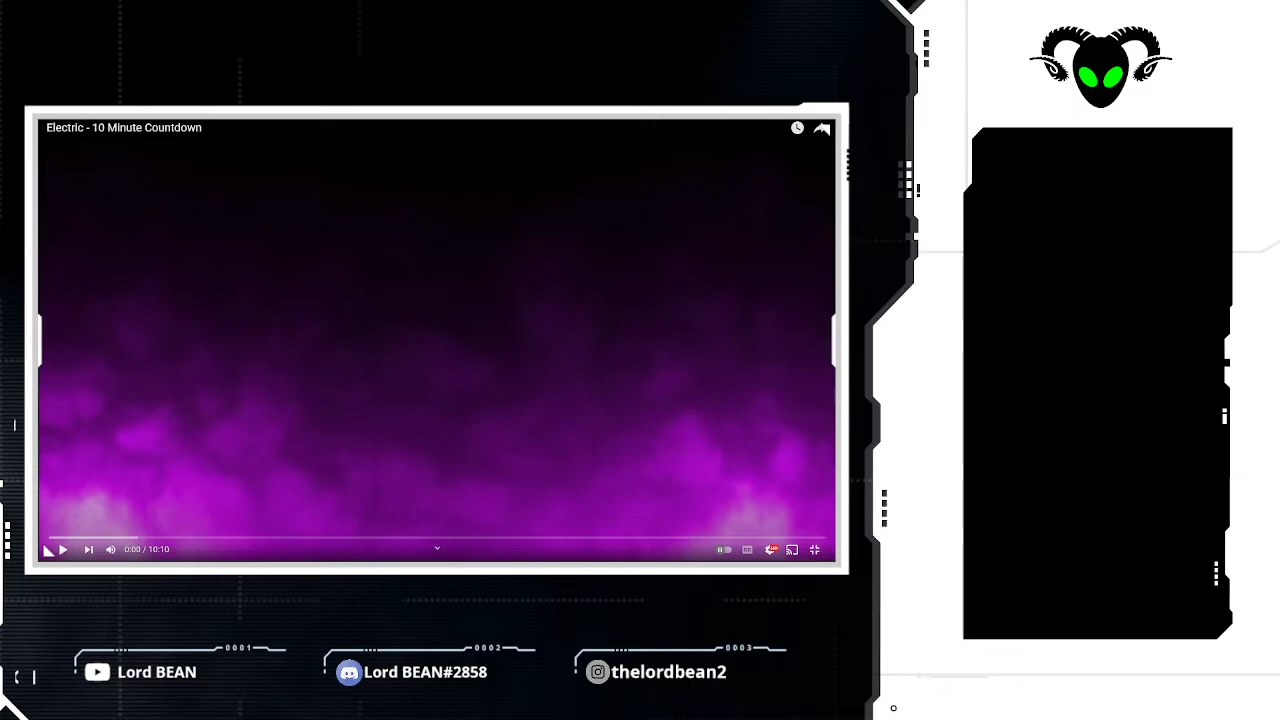 Electric - 10 Minute Countdown
0:00 / 10:10
0001
0002
0003
Lord BEAN
Lord BEAN#2858
thelordbean2